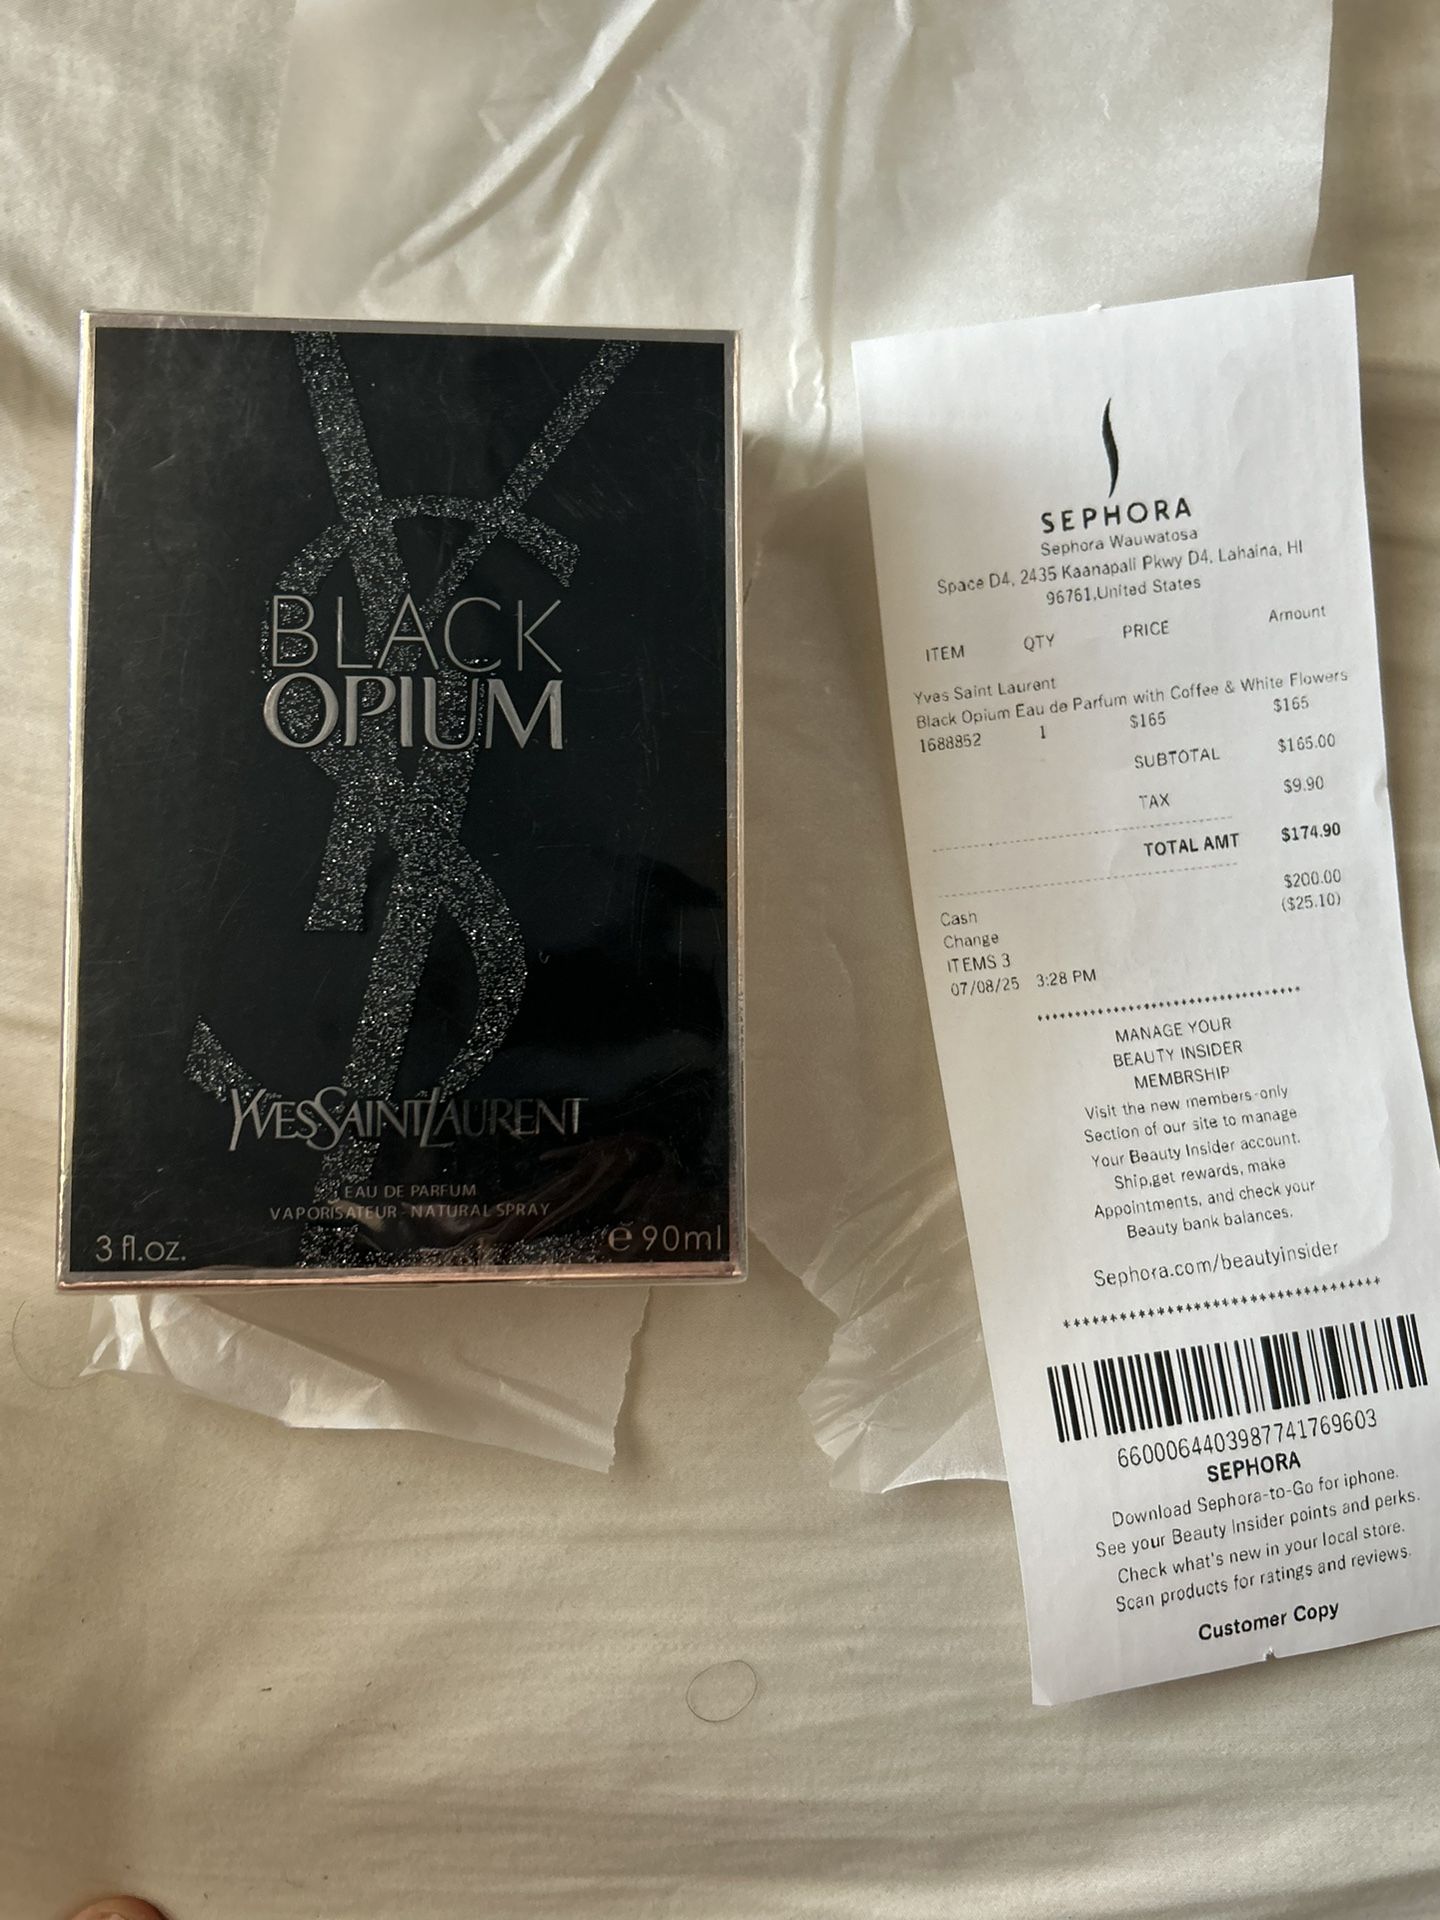 BLACK
OPIUM
YVESSAINTLAURENT
EAU DE PARFUM
VAPORISATEUR - NATURAL SPRAY
3 fl.oz. e 90ml
SEPHORA
Sephora Wauwatosa
Space D4, 2435 Kaanapali Pkwy D4, Lahaina, HI
96761,United States
ITEM QTY PRICE Amount
Yves Saint Laurent
Black Opium Eau de Parfum with Coffee & White Flowers
1688852 1 $165 $165
SUBTOTAL $165.00
TAX $9.90
TOTAL AMT $174.90
$200.00
($25.10)
Cash
Change
ITEMS 3
07/08/25 3:28 PM
MANAGE YOUR
BEAUTY INSIDER
MEMBRSHIP
Visit the new members-only
Section of our site to manage
Your Beauty Insider account.
Ship,get rewards, make
Appointments, and check your
Beauty bank balances.
Sephora.com/beautyinsider
6600064403987741769603
SEPHORA
Download Sephora-to-Go for iphone.
See your Beauty Insider points and perks.
Check what's new in your local store.
Scan products for ratings and reviews.
Customer Copy